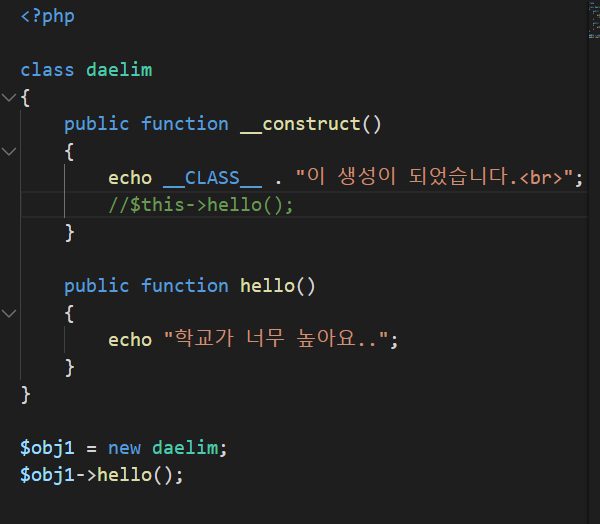 <?php
class daelim
{
    public function __construct()
    {
        echo __CLASS__ . "이 생성이 되었습니다.<br>";
        //$this->hello();
    }
    public function hello()
    {
        echo "학교가 너무 높아요..";
    }
}
$obj1 = new daelim;
$obj1->hello();